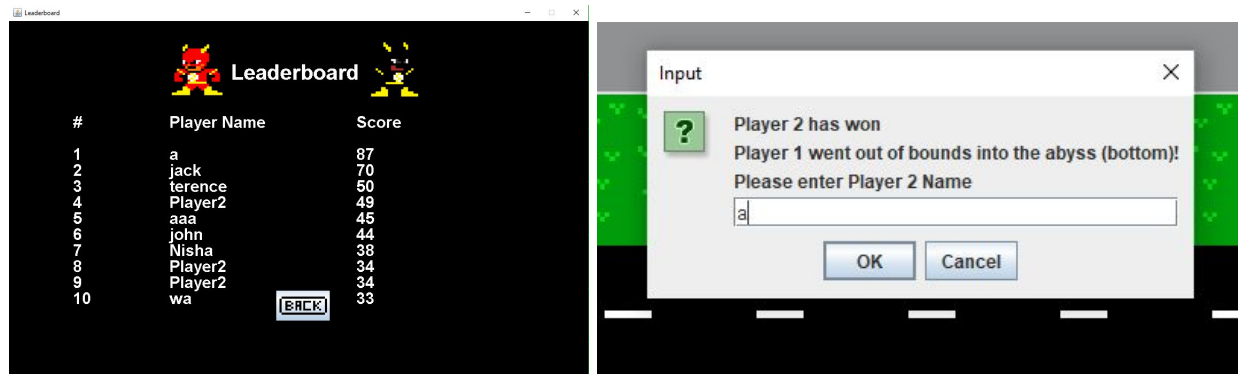 Leaderboard
Leaderboard
# Player Name Score
1 a 87
2 jack 70
3 terence 50
4 Player2 49
5 aaa 45
6 john 44
7 Nisha 38
8 Player2 34
9 Player2 34
10 wa 33
BACK
Input
Player 2 has won
Player 1 went out of bounds into the abyss (bottom)!
Please enter Player 2 Name
a
OK Cancel